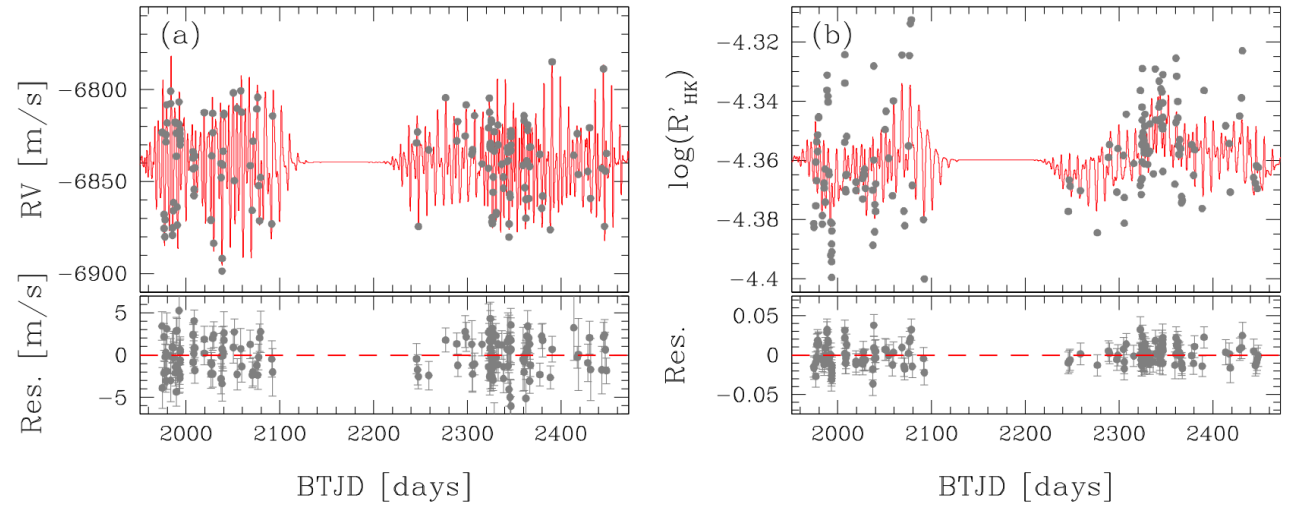 (a)
RV [m/s]
−6800
−6850
−6900
Res. [m/s]
5
0
−5
2000 2100 2200 2300 2400
BTJD [days]
(b)
log(R'HK)
−4.32
−4.34
−4.36
−4.38
−4.4
Res.
0.05
0
−0.05
2000 2100 2200 2300 2400
BTJD [days]